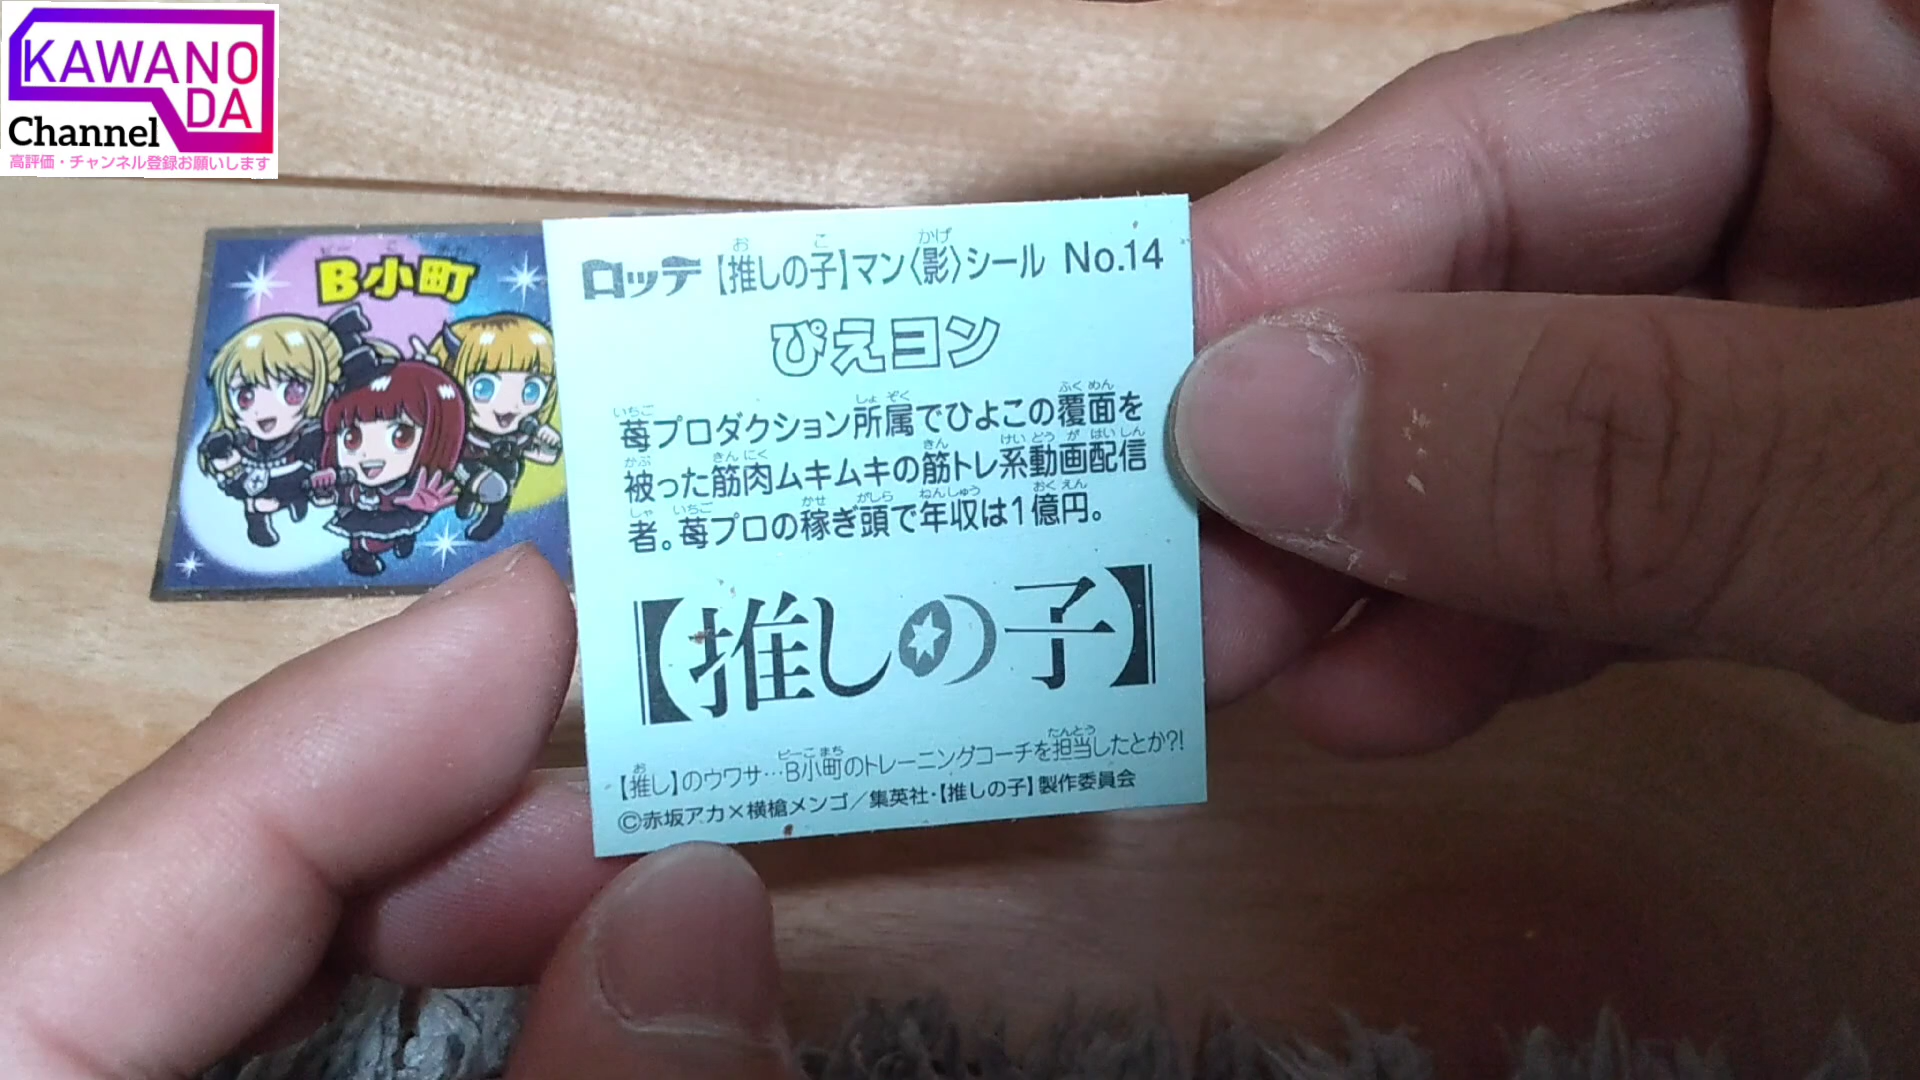 KAWANO
DA
Channel
高評価・チャンネル登録お願いします
B小町
ロッテ【推しの子】マン〈影〉シール No.14
ぴえヨン
苺プロダクション所属でひよこの覆面を
被った筋肉ムキムキの筋トレ系動画配信
者。苺プロの稼ぎ頭で年収は1億円。
【推しの子】
【推し】のウワサ…B小町のトレーニングコーチを担当したとか?!
©赤坂アカ×横槍メンゴ／集英社・【推しの子】製作委員会